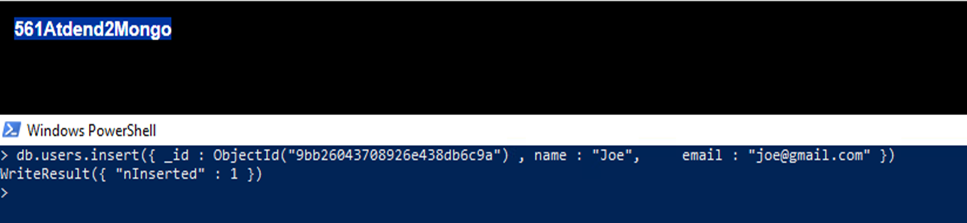 561Atdend2Mongo
Windows PowerShell
> db.users.insert({ _id : ObjectId("9bb26043708926e438db6c9a") , name : "Joe",     email : "joe@gmail.com" })
WriteResult({ "nInserted" : 1 })
>